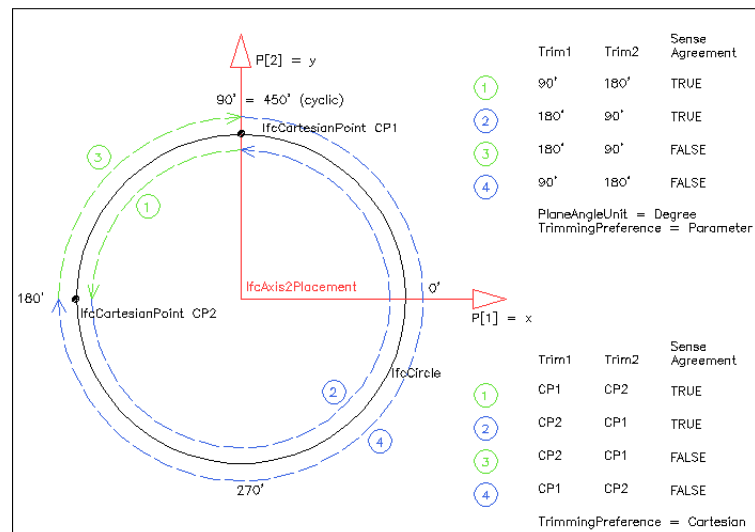 P[2] = y
90' = 450' (cyclic)
IfcCartesianPoint CP1
3
1
IfcAxis2Placement
0'
180'
IfcCartesianPoint CP2
P[1] = x
IfcCircle
2
4
270'
Trim1 Trim2 Sense Agreement
1 90' 180' TRUE
2 180' 90' TRUE
3 180' 90' FALSE
4 90' 180' FALSE
PlaneAngleUnit = Degree
TrimmingPreference = Parameter
Trim1 Trim2 Sense Agreement
1 CP1 CP2 TRUE
2 CP2 CP1 TRUE
3 CP2 CP1 FALSE
4 CP1 CP2 FALSE
TrimmingPreference = Cartesian